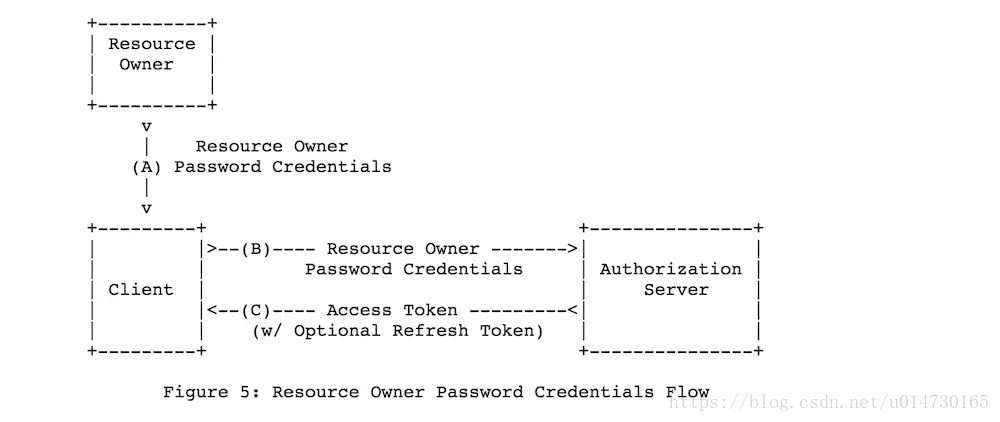 +----------+
| Resource |
|  Owner   |
|          |
+----------+
     v
     |    Resource Owner
    (A) Password Credentials
     |
     v
+---------+                                  +---------------+
|         |>--(B)---- Resource Owner ------->|               |
|         |         Password Credentials     | Authorization |
| Client  |                                  |     Server    |
|         |<--(C)---- Access Token ---------<|               |
|         |    (w/ Optional Refresh Token)   |               |
+---------+                                  +---------------+
Figure 5: Resource Owner Password Credentials Flow
https://blog.csdn.net/u014730165